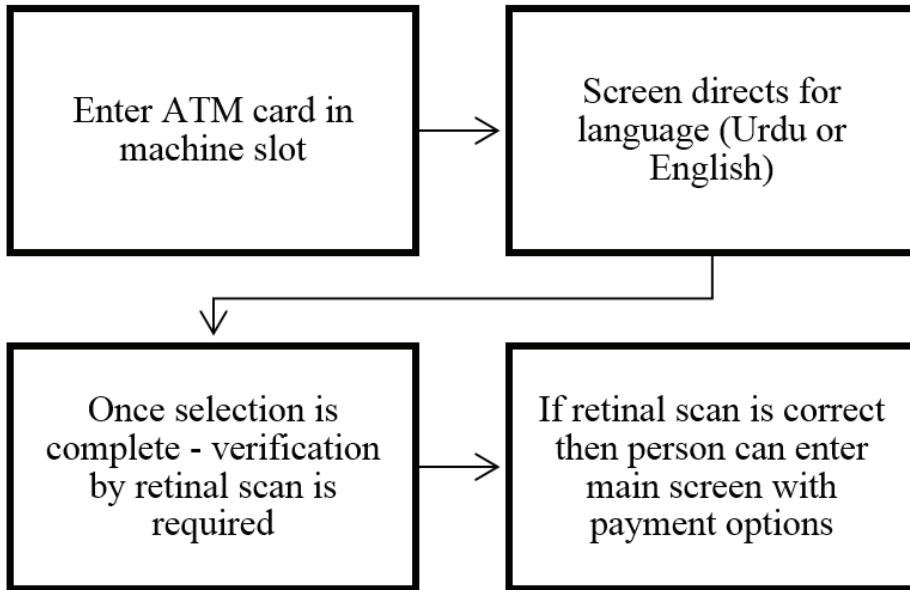 Enter ATM card in
machine slot
Screen directs for
language (Urdu or
English)
Once selection is
complete - verification
by retinal scan is
required
If retinal scan is correct
then person can enter
main screen with
payment options